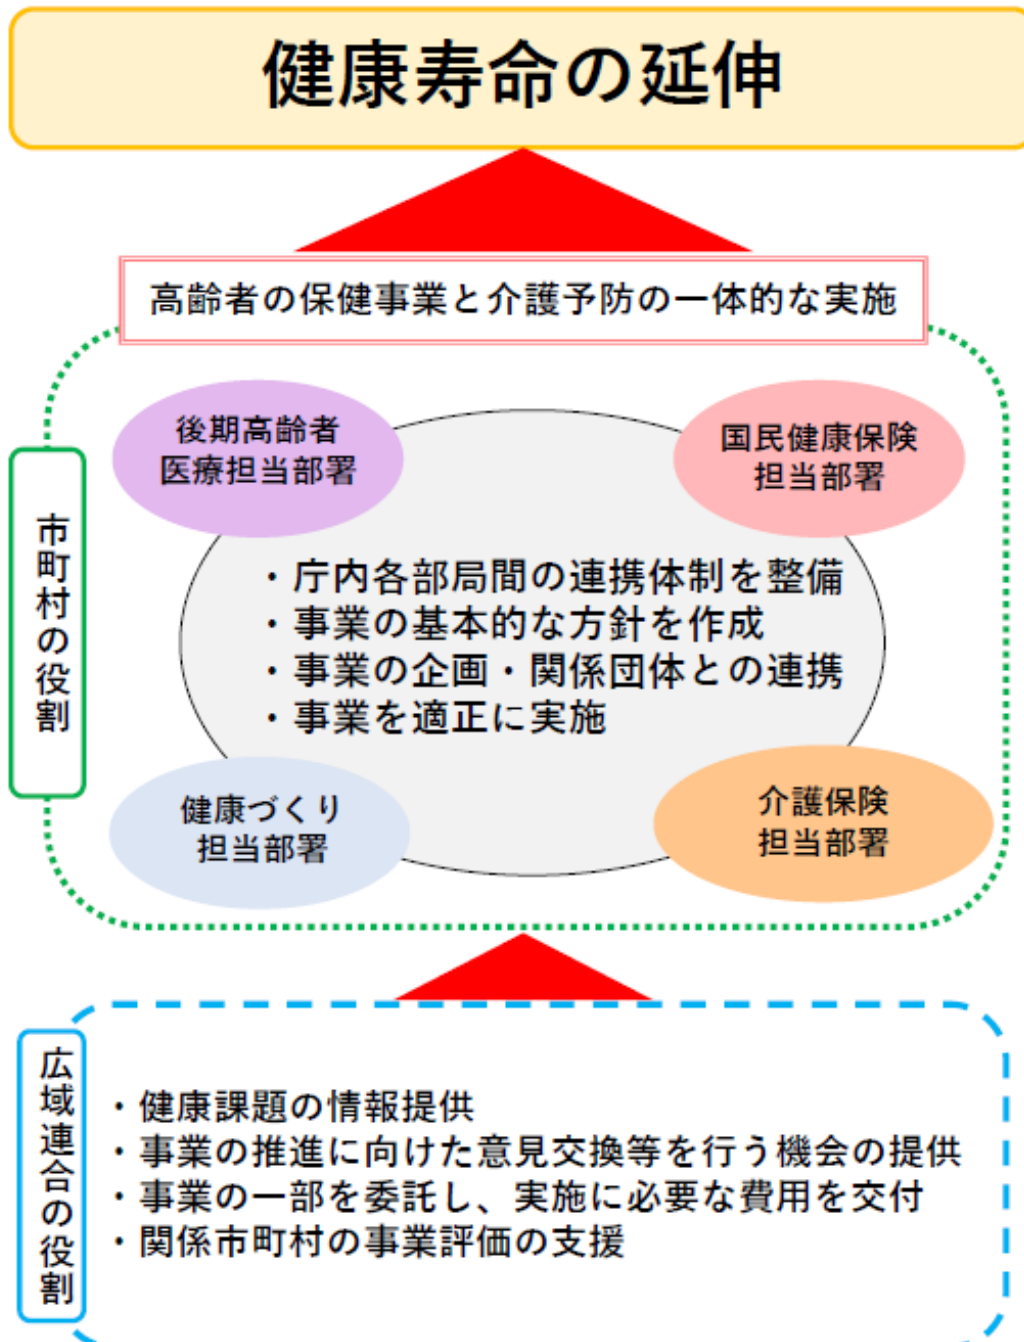 健康寿命の延伸
高齢者の保健事業と介護予防の一体的な実施
市町村の役割
後期高齢者
医療担当部署
国民健康保険
担当部署
・庁内各部局間の連携体制を整備
・事業の基本的な方針を作成
・事業の企画・関係団体との連携
・事業を適正に実施
健康づくり
担当部署
介護保険
担当部署
広域連合の役割
・健康課題の情報提供
・事業の推進に向けた意見交換等を行う機会の提供
・事業の一部を委託し、実施に必要な費用を交付
・関係市町村の事業評価の支援